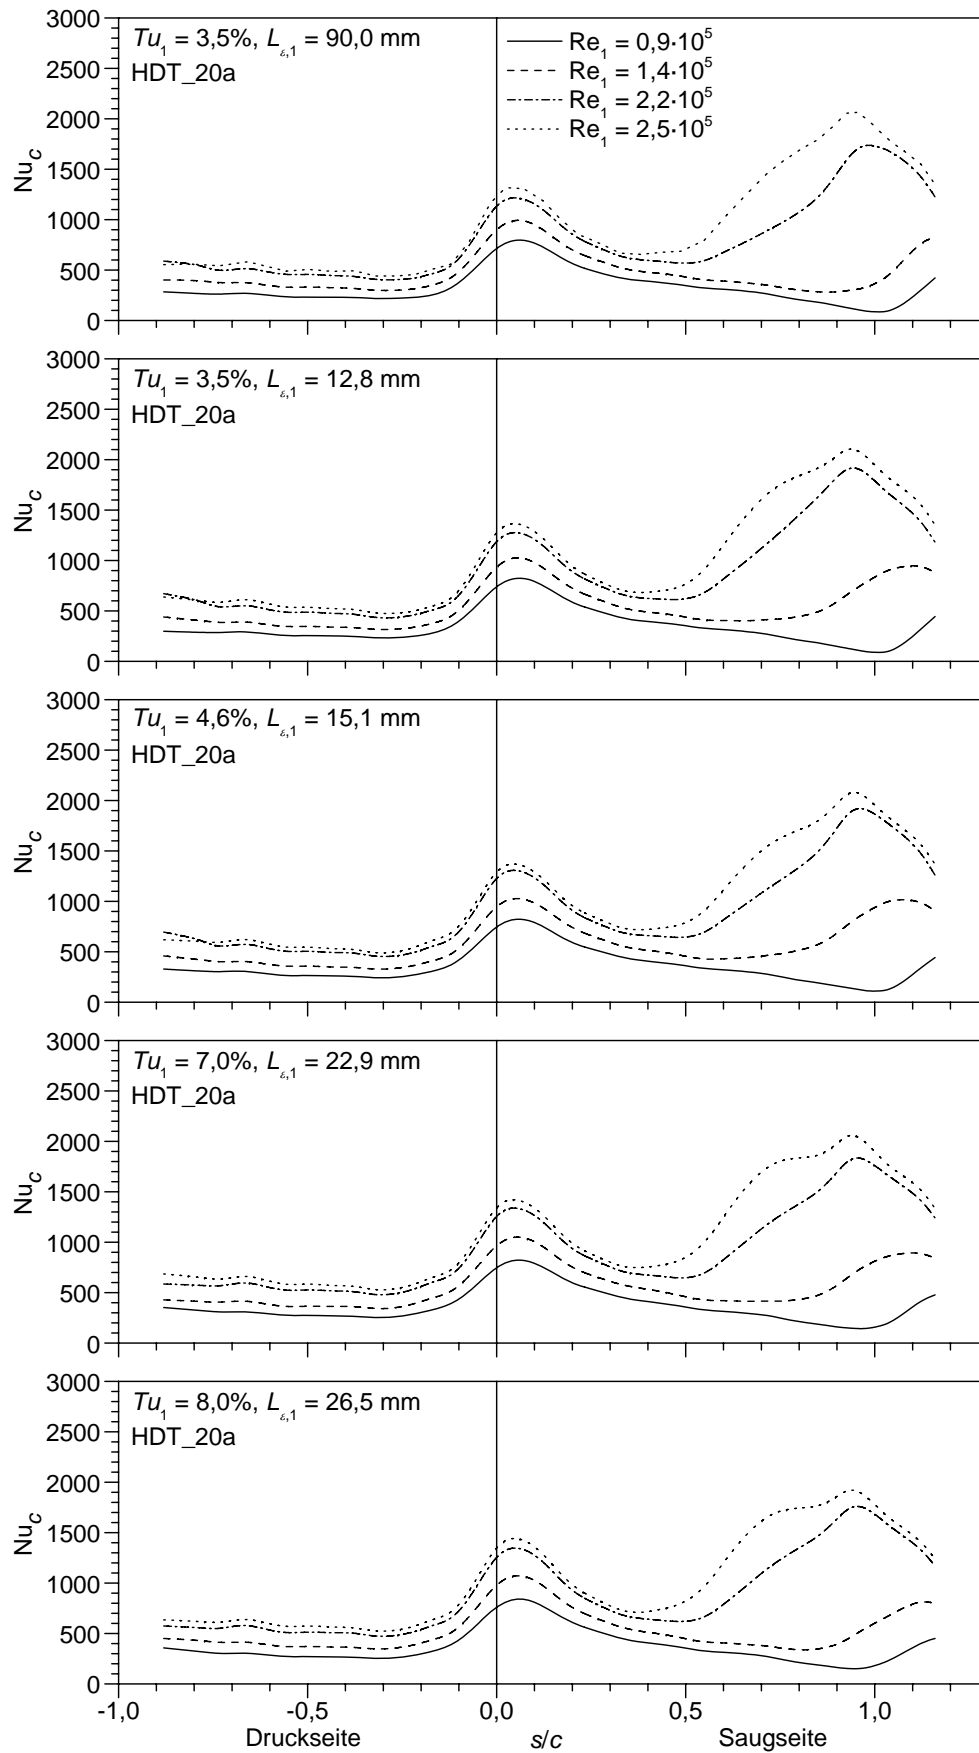 3000
2500
2000
1500
1000
500
0
Nu_c
Tu₁ = 3,5%, L_ε,1 = 90,0 mm
HDT_20a
Re₁ = 0,9·10⁵
Re₁ = 1,4·10⁵
Re₁ = 2,2·10⁵
Re₁ = 2,5·10⁵
3000
2500
2000
1500
1000
500
0
Nu_c
Tu₁ = 3,5%, L_ε,1 = 12,8 mm
HDT_20a
3000
2500
2000
1500
1000
500
0
Nu_c
Tu₁ = 4,6%, L_ε,1 = 15,1 mm
HDT_20a
3000
2500
2000
1500
1000
500
0
Nu_c
Tu₁ = 7,0%, L_ε,1 = 22,9 mm
HDT_20a
3000
2500
2000
1500
1000
500
0
Nu_c
Tu₁ = 8,0%, L_ε,1 = 26,5 mm
HDT_20a
-1,0 -0,5 0,0 0,5 1,0
Druckseite s/c Saugseite